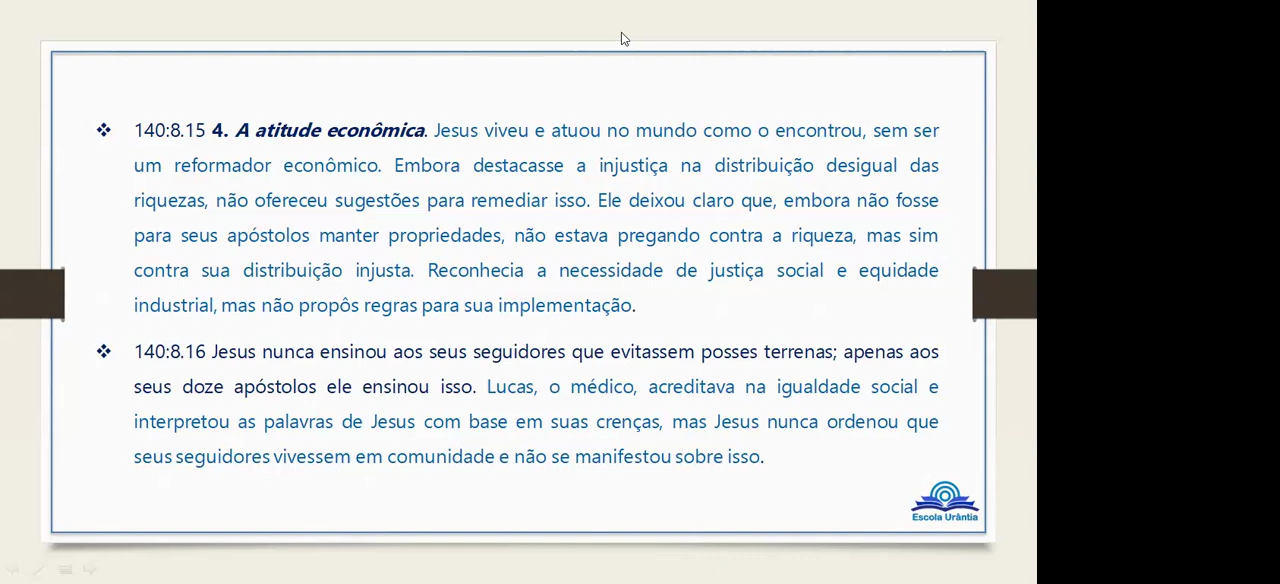 ❖ 140:8.15 4. A atitude econômica. Jesus viveu e atuou no mundo como o encontrou, sem ser
um reformador econômico. Embora destacasse a injustiça na distribuição desigual das
riquezas, não ofereceu sugestões para remediar isso. Ele deixou claro que, embora não fosse
para seus apóstolos manter propriedades, não estava pregando contra a riqueza, mas sim
contra sua distribuição injusta. Reconhecia a necessidade de justiça social e equidade
industrial, mas não propôs regras para sua implementação.
❖ 140:8.16 Jesus nunca ensinou aos seus seguidores que evitassem posses terrenas; apenas aos
seus doze apóstolos ele ensinou isso. Lucas, o médico, acreditava na igualdade social e
interpretou as palavras de Jesus com base em suas crenças, mas Jesus nunca ordenou que
seus seguidores vivessem em comunidade e não se manifestou sobre isso.
Escola Urântia